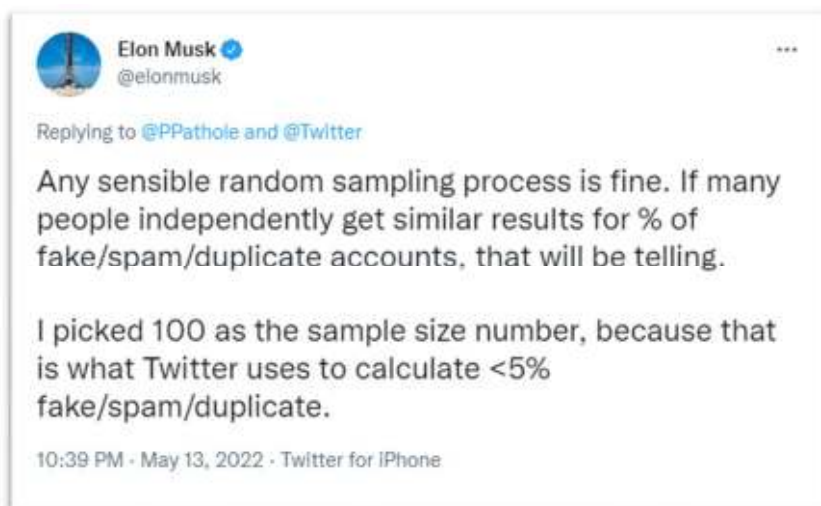 Elon Musk
@elonmusk
Replying to @PPathole and @Twitter
Any sensible random sampling process is fine. If many
people independently get similar results for % of
fake/spam/duplicate accounts, that will be telling.
I picked 100 as the sample size number, because that
is what Twitter uses to calculate <5%
fake/spam/duplicate.
10:39 PM · May 13, 2022 · Twitter for iPhone